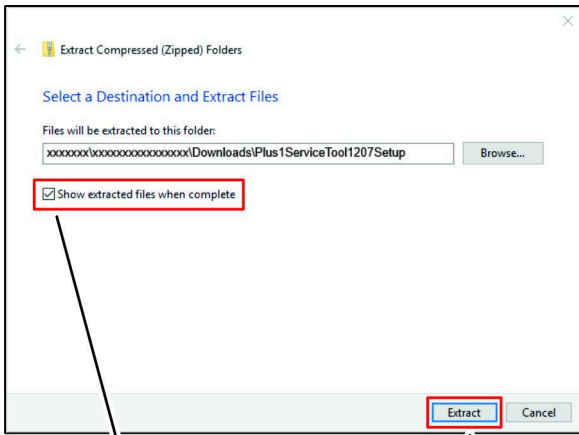 Extract Compressed (Zipped) Folders
Select a Destination and Extract Files
Files will be extracted to this folder:
xxxxxxx\xxxxxxxxxxxxxxxx\Downloads\Plus1ServiceTool1207Setup Browse...
Show extracted files when complete
Extract Cancel